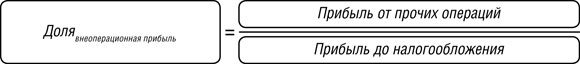 Доля внеоперационная прибыль = Прибыль от прочих операций
Прибыль до налогообложения